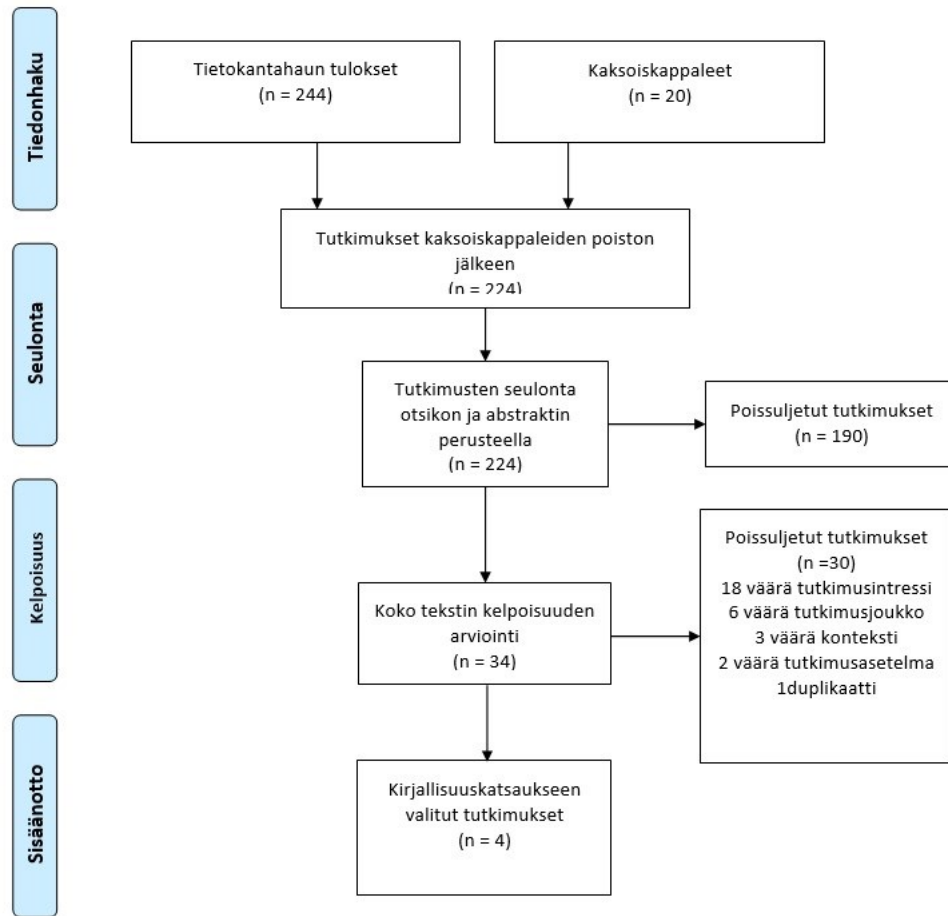 Tiedonhaku
Tietokantahaun tulokset
(n = 244)
Kaksoiskappaleet
(n = 20)
Seulonta
Tutkimukset kaksoiskappaleiden poiston
jälkeen
(n = 224)
Tutkimusten seulonta
otsikon ja abstraktin
perusteella
(n = 224)
Poissuljetut tutkimukset
(n = 190)
Kelpoisuus
Koko tekstin kelpoisuuden
arviointi
(n = 34)
Poissuljetut tutkimukset
(n =30)
18 väärä tutkimusintressi
6 väärä tutkimusjoukko
3 väärä konteksti
2 väärä tutkimusasetelma
1duplikaatti
Sisäänotto
Kirjallisuuskatsaukseen
valitut tutkimukset
(n = 4)